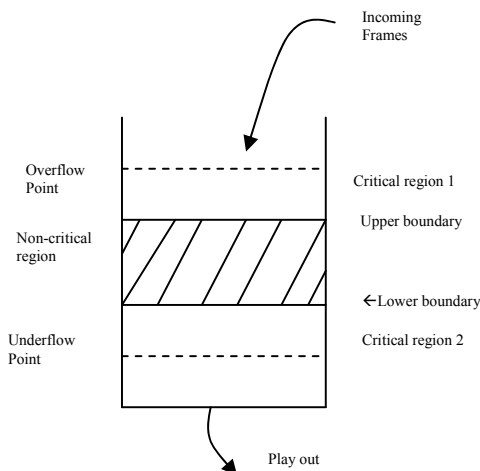 Incoming
Frames
Overflow
Point
Critical region 1
Upper boundary
Non-critical
region
←Lower boundary
Underflow
Point
Critical region 2
Play out